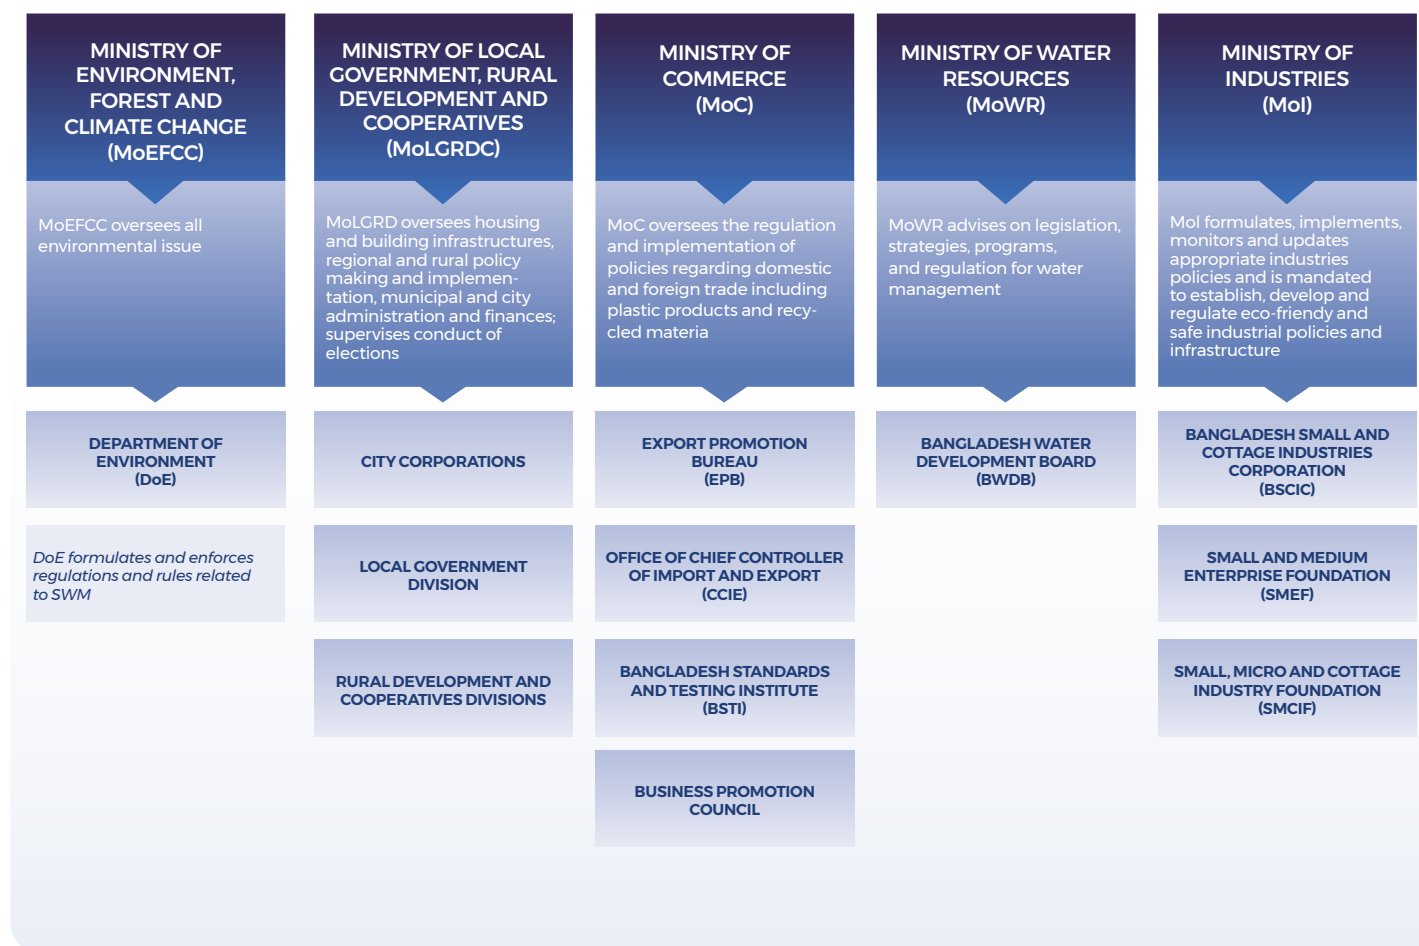 MINISTRY OF
ENVIRONMENT,
FOREST AND
CLIMATE CHANGE
(MoEFCC)
MoEFCC oversees all
environmental issue
DEPARTMENT OF
ENVIRONMENT
(DoE)
DoE formulates and enforces
regulations and rules related
to SWM
MINISTRY OF LOCAL
GOVERNMENT, RURAL
DEVELOPMENT AND
COOPERATIVES
(MoLGRDC)
MoLGRD oversees housing
and building infrastructures,
regional and rural policy
making and implemen-
tation, municipal and city
administration and finances;
supervises conduct of
elections
CITY CORPORATIONS
LOCAL GOVERNMENT
DIVISION
RURAL DEVELOPMENT AND
COOPERATIVES DIVISIONS
MINISTRY OF
COMMERCE
(MoC)
MoC oversees the regulation
and implementation of
policies regarding domestic
and foreign trade including
plastic products and recy-
cled materia
EXPORT PROMOTION
BUREAU
(EPB)
OFFICE OF CHIEF CONTROLLER
OF IMPORT AND EXPORT
(CCIE)
BANGLADESH STANDARDS
AND TESTING INSTITUTE
(BSTI)
BUSINESS PROMOTION
COUNCIL
MINISTRY OF WATER
RESOURCES
(MoWR)
MoWR advises on legislation,
strategies, programs,
and regulation for water
management
BANGLADESH WATER
DEVELOPMENT BOARD
(BWDB)
MINISTRY OF
INDUSTRIES
(MoI)
MoI formulates, implements,
monitors and updates
appropriate industries
policies and is mandated
to establish, develop and
regulate eco-friendly and
safe industrial policies and
infrastructure
BANGLADESH SMALL AND
COTTAGE INDUSTRIES
CORPORATION
(BSCIC)
SMALL AND MEDIUM
ENTERPRISE FOUNDATION
(SMEF)
SMALL, MICRO AND COTTAGE
INDUSTRY FOUNDATION
(SMCIF)